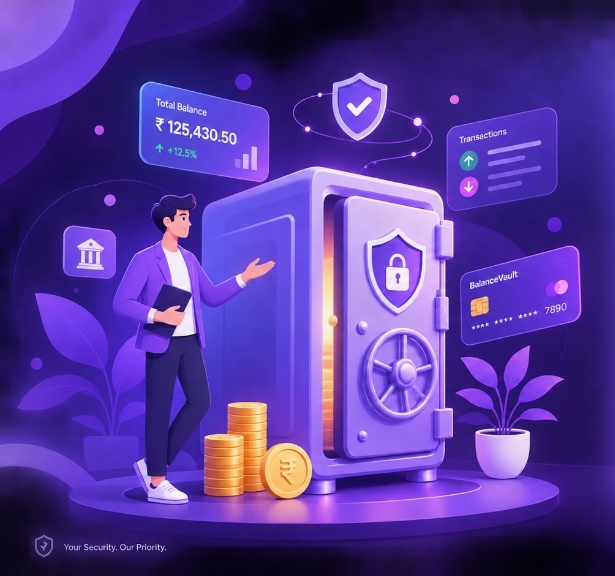 Total Balance
₹ 125,430.50
+12.5%
Transactions
BalanceVault
**** **** **** 7890
₹
Your Security. Our Priority.